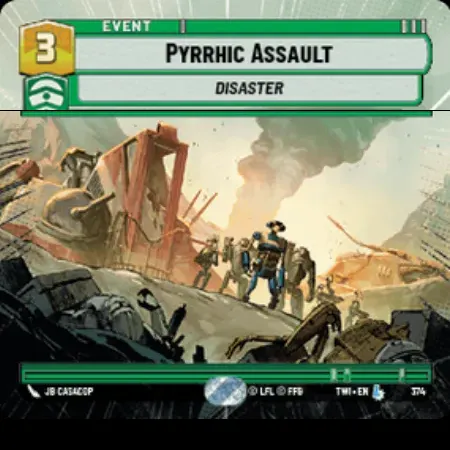 EVENT
3
PYRRHIC ASSAULT
DISASTER
JB CASACOP
© LFL © FFG
TWI • EN
374